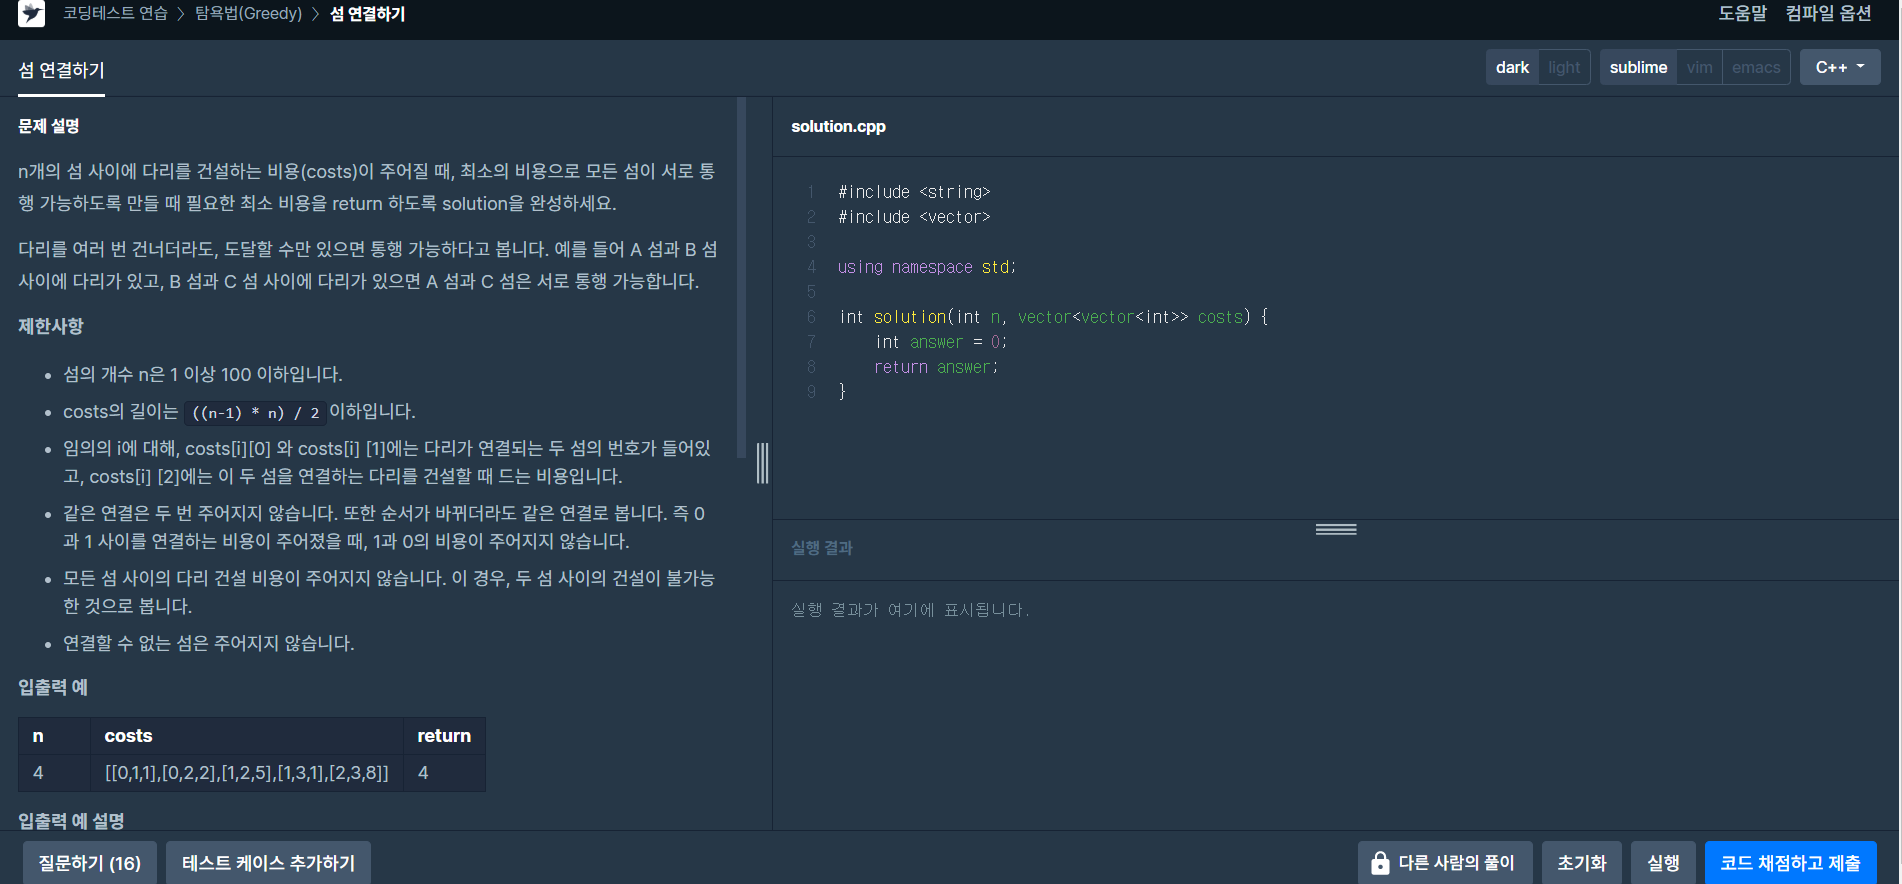 코딩테스트 연습 > 탐욕법(Greedy) > 섬 연결하기
도움말 컴파일 옵션
섬 연결하기
dark light sublime vim emacs C++
문제 설명
n개의 섬 사이에 다리를 건설하는 비용(costs)이 주어질 때, 최소의 비용으로 모든 섬이 서로 통
행 가능하도록 만들 때 필요한 최소 비용을 return 하도록 solution을 완성하세요.
다리를 여러 번 건너더라도, 도달할 수만 있으면 통행 가능하다고 봅니다. 예를 들어 A 섬과 B 섬
사이에 다리가 있고, B 섬과 C 섬 사이에 다리가 있으면 A 섬과 C 섬은 서로 통행 가능합니다.
제한사항
• 섬의 개수 n은 1 이상 100 이하입니다.
• costs의 길이는 ((n-1) * n) / 2 이하입니다.
• 임의의 i에 대해, costs[i][0] 와 costs[i] [1]에는 다리가 연결되는 두 섬의 번호가 들어있
고, costs[i] [2]에는 이 두 섬을 연결하는 다리를 건설할 때 드는 비용입니다.
• 같은 연결은 두 번 주어지지 않습니다. 또한 순서가 바뀌더라도 같은 연결로 봅니다. 즉 0
과 1 사이를 연결하는 비용이 주어졌을 때, 1과 0의 비용이 주어지지 않습니다.
• 모든 섬 사이의 다리 건설 비용이 주어지지 않습니다. 이 경우, 두 섬 사이의 건설이 불가능
한 것으로 봅니다.
• 연결할 수 없는 섬은 주어지지 않습니다.
입출력 예
n costs return
4 [[0,1,1],[0,2,2],[1,2,5],[1,3,1],[2,3,8]] 4
입출력 예 설명
solution.cpp
1 #include <string>
2 #include <vector>
3
4 using namespace std;
5
6 int solution(int n, vector<vector<int>> costs) {
7 int answer = 0;
8 return answer;
9 }
실행 결과
실행 결과가 여기에 표시됩니다.
질문하기 (16) 테스트 케이스 추가하기 다른 사람의 풀이 초기화 실행 코드 채점하고 제출